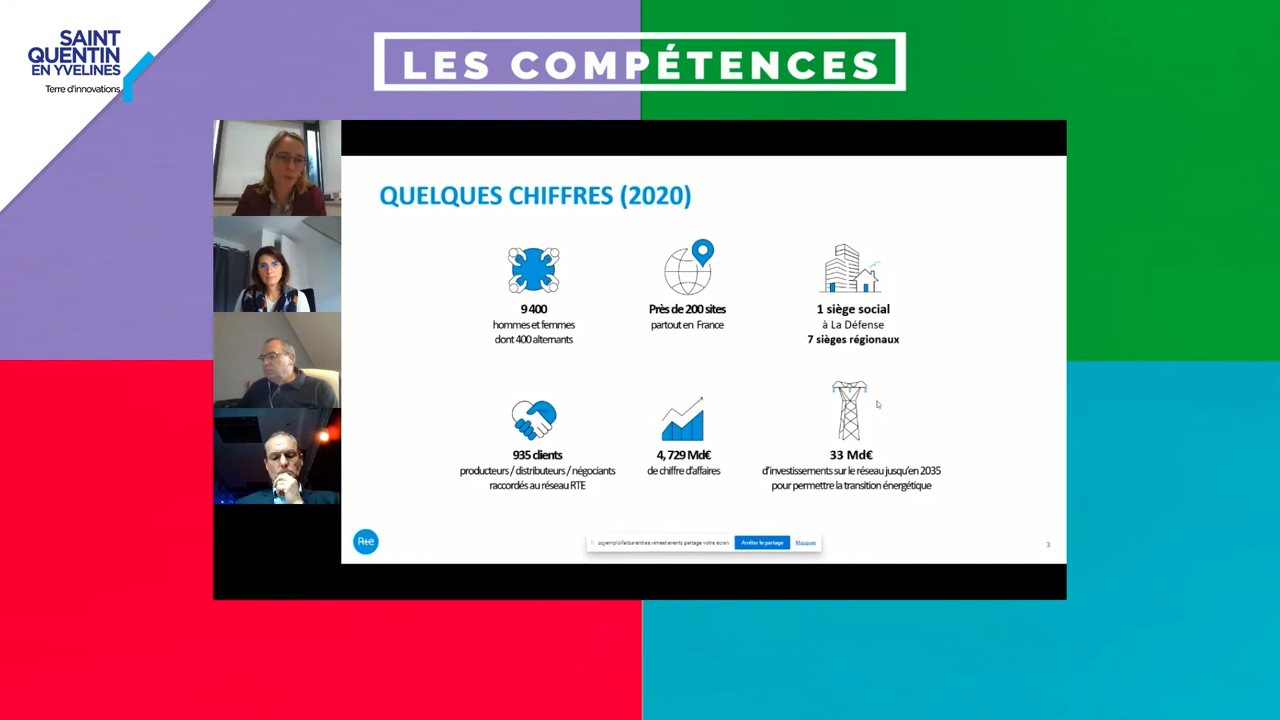 SAINT
QUENTIN
EN YVELINES
Terre d'innovations
LES COMPÉTENCES
QUELQUES CHIFFRES (2020)
9 400
hommes et femmes
dont 400 alternants
Près de 200 sites
partout en France
1 siège social
à La Défense
7 sièges régionaux
935 clients
producteurs / distributeurs / négociants
raccordés au réseau RTE
4,729 Md€
de chiffre d'affaires
33 Md€
d'investissements sur le réseau jusqu'en 2035
pour permettre la transition énergétique
Rte
partage votre écran
Arrêter le partage
Masquer
3